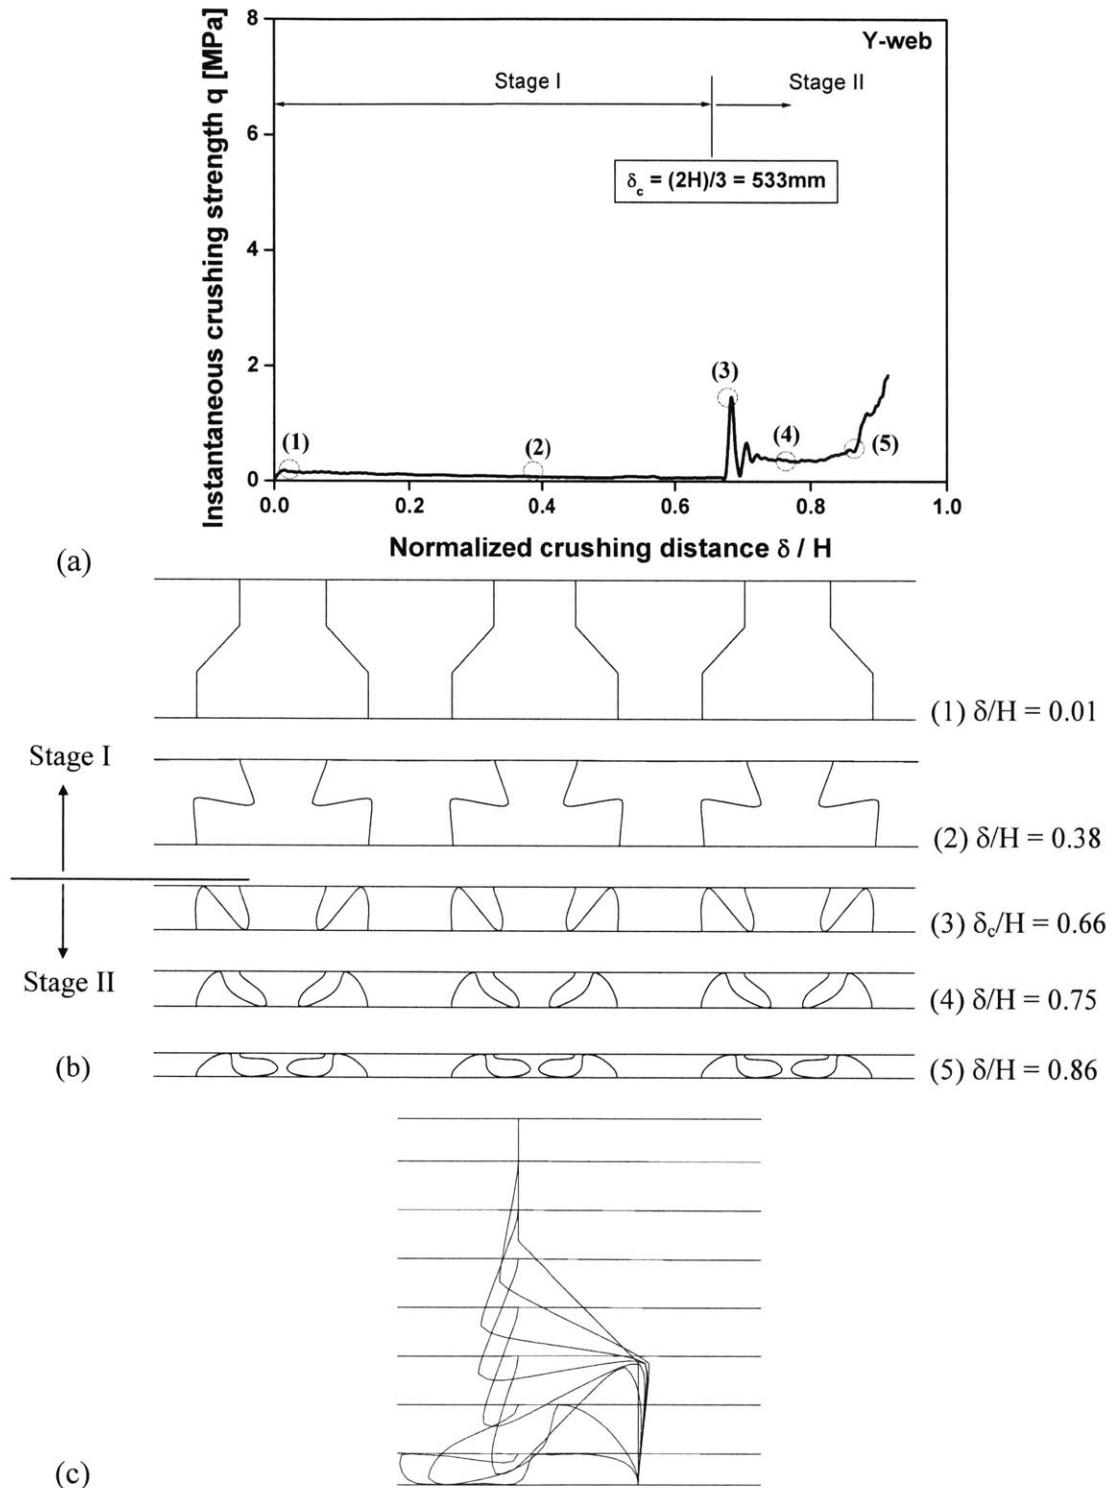 Y-web
Instantaneous crushing strength q [MPa]
8
6
4
2
0
Stage I
Stage II
δc = (2H)/3 = 533mm
(1)
(2)
(3)
(4)
(5)
0.0
0.2
0.4
0.6
0.8
1.0
Normalized crushing distance δ / H
(a)
(1) δ/H = 0.01
Stage I
(2) δ/H = 0.38
(3) δc/H = 0.66
Stage II
(4) δ/H = 0.75
(b)
(5) δ/H = 0.86
(c)